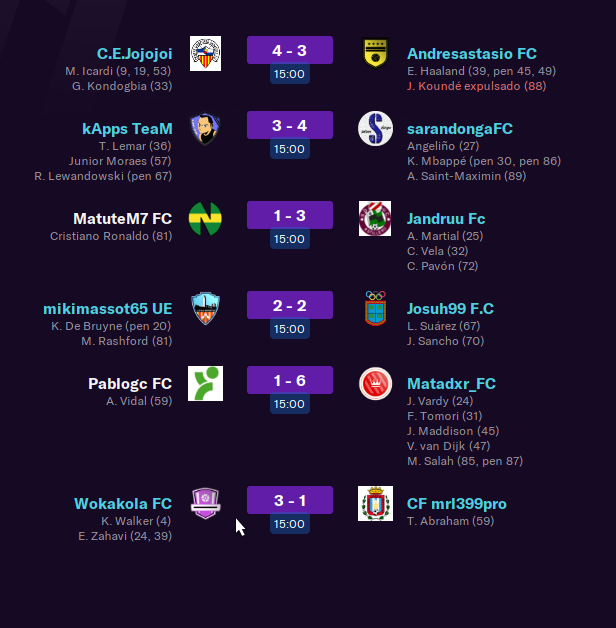 C.E.Jojojoi 4 - 3 Andresastasio FC
M. Icardi (9, 19, 53) 15:00 E. Haaland (39, pen 45, 49)
G. Kondogbia (33) J. Koundé expulsado (88)
kApps TeaM 3 - 4 sarandongaFC
T. Lemar (36) 15:00 Angeliño (27)
Junior Moraes (57) K. Mbappé (pen 30, pen 86)
R. Lewandowski (pen 67) A. Saint-Maximin (89)
MatuteM7 FC 1 - 3 Jandruu Fc
Cristiano Ronaldo (81) 15:00 A. Martial (25)
C. Vela (32)
C. Pavón (72)
mikimassot65 UE 2 - 2 Josuh99 F.C
K. De Bruyne (pen 20) 15:00 L. Suárez (67)
M. Rashford (81) J. Sancho (70)
Pablogc FC 1 - 6 Matadxr_FC
A. Vidal (59) 15:00 J. Vardy (24)
F. Tomori (31)
J. Maddison (45)
V. van Dijk (47)
M. Salah (85, pen 87)
Wokakola FC 3 - 1 CF mrl399pro
K. Walker (4) 15:00 T. Abraham (59)
E. Zahavi (24, 39)